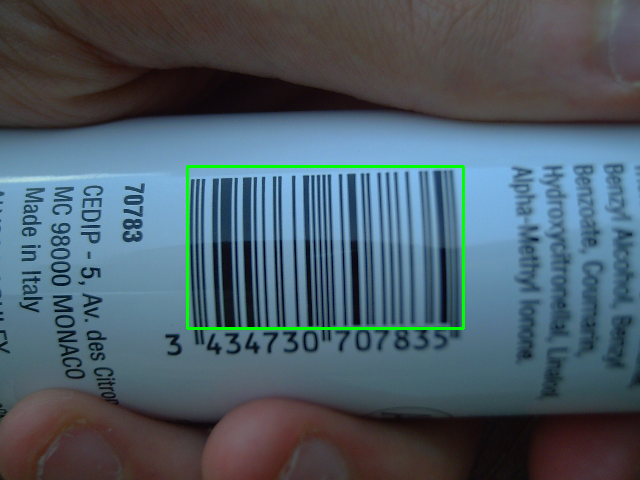 70783
CEDIP - 5, Av. des
MC 98000 MONACO
Made in Italy
3 434730 707835
Benzyl Alcohol, Benzyl
Benzoate, Coumarin,
Hydroxycitronellal, Linalool,
Alpha-Methyl Ionone.